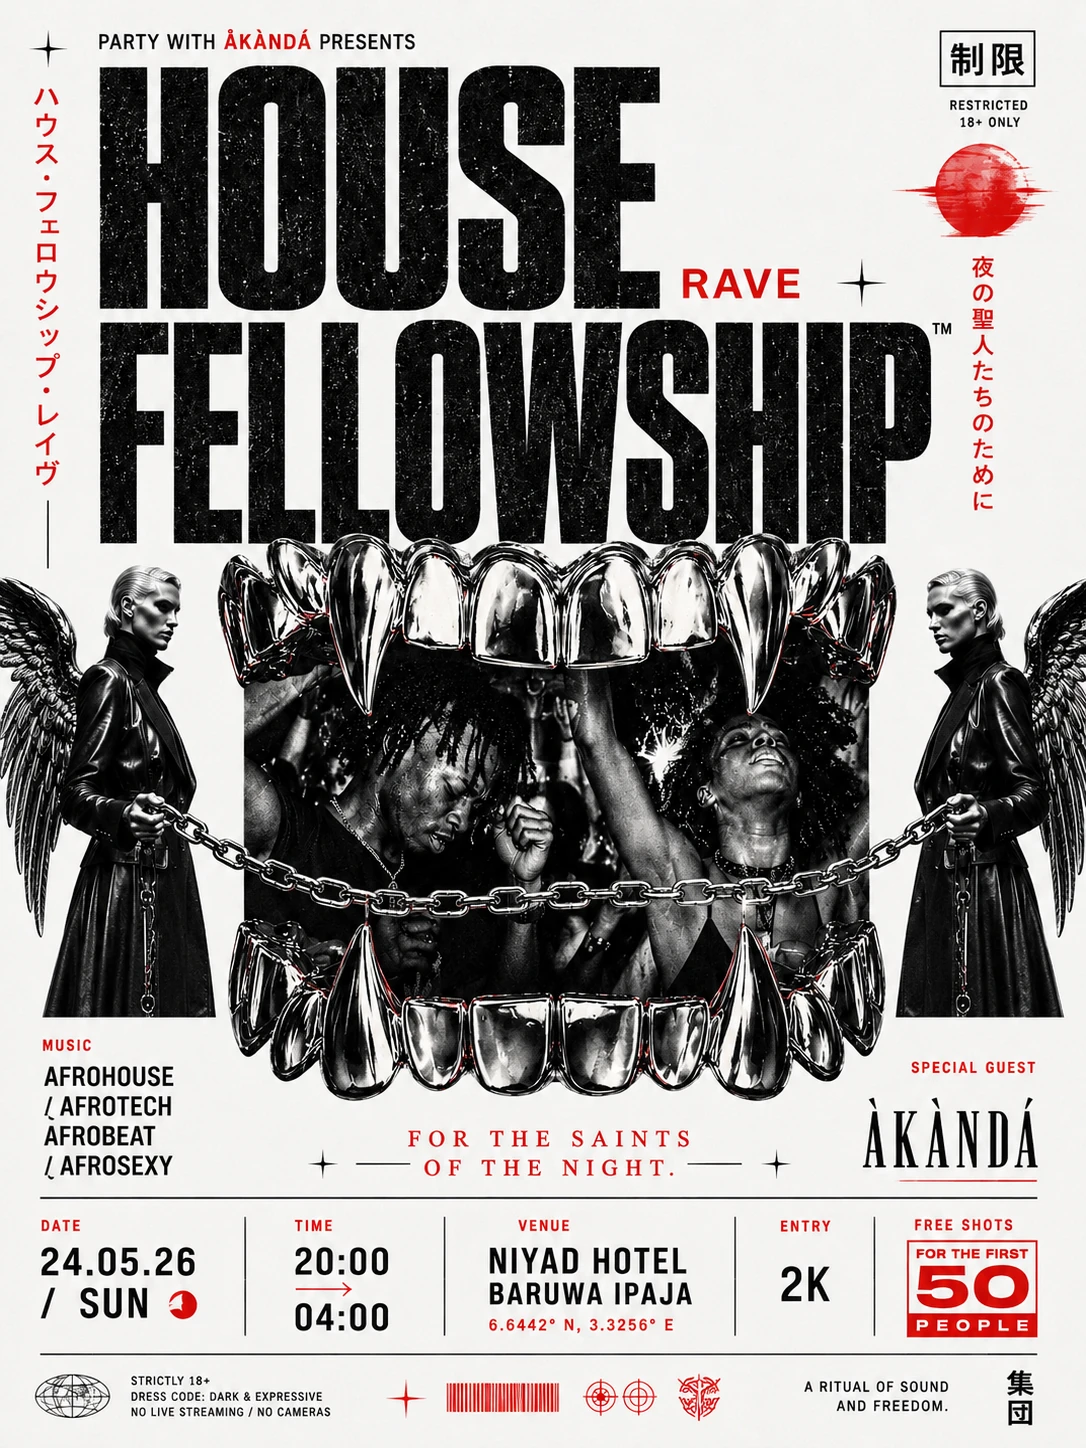 PARTY WITH ÅKÀNDÁ PRESENTS
HOUSE
RAVE
FELLOWSHIP™
ハウス・フェロウシップ・レイヴ
制限
RESTRICTED
18+ ONLY
夜の聖人たちのために
MUSIC
AFROHOUSE
/ AFROTECH
AFROBEAT
/ AFROSEXY
FOR THE SAINTS
OF THE NIGHT.
SPECIAL GUEST
ÀKÀNDÁ
DATE
24.05.26
/ SUN
TIME
20:00
04:00
VENUE
NIYAD HOTEL
BARUWA IPAJA
6.6442° N, 3.3256° E
ENTRY
2K
FREE SHOTS
FOR THE FIRST
50
PEOPLE
STRICTLY 18+
DRESS CODE: DARK & EXPRESSIVE
NO LIVE STREAMING / NO CAMERAS
A RITUAL OF SOUND
AND FREEDOM.
集団